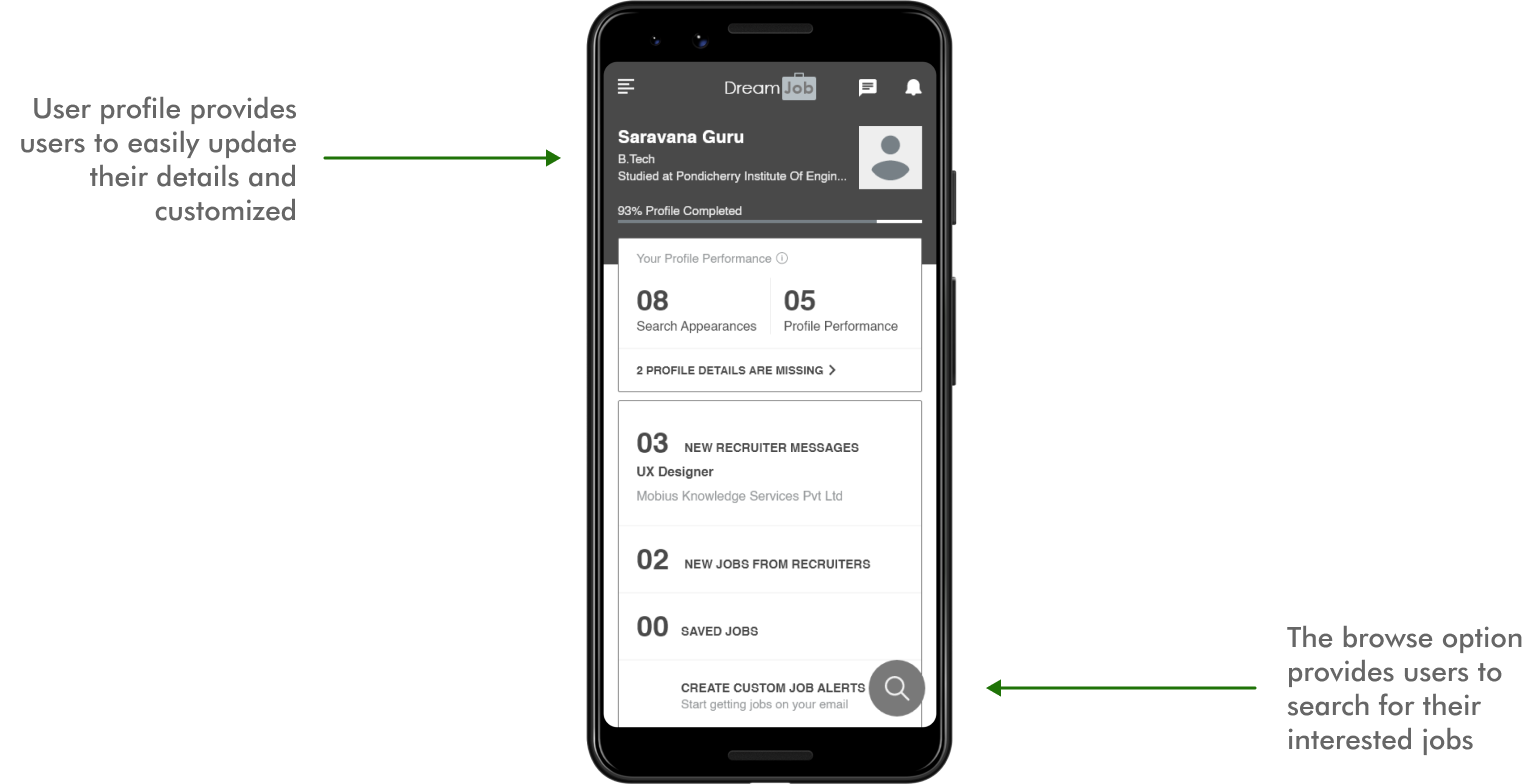 User profile provides
users to easily update
their details and
customized
Dream Job
Saravana Guru
B.Tech
Studied at Pondicherry Institute Of Engin...
93% Profile Completed
Your Profile Performance
08
Search Appearances
05
Profile Performance
2 PROFILE DETAILS ARE MISSING
03 NEW RECRUITER MESSAGES
UX Designer
Mobius Knowledge Services Pvt Ltd
02 NEW JOBS FROM RECRUITERS
00 SAVED JOBS
CREATE CUSTOM JOB ALERTS
Start getting jobs on your email
The browse option
provides users to
search for their
interested jobs